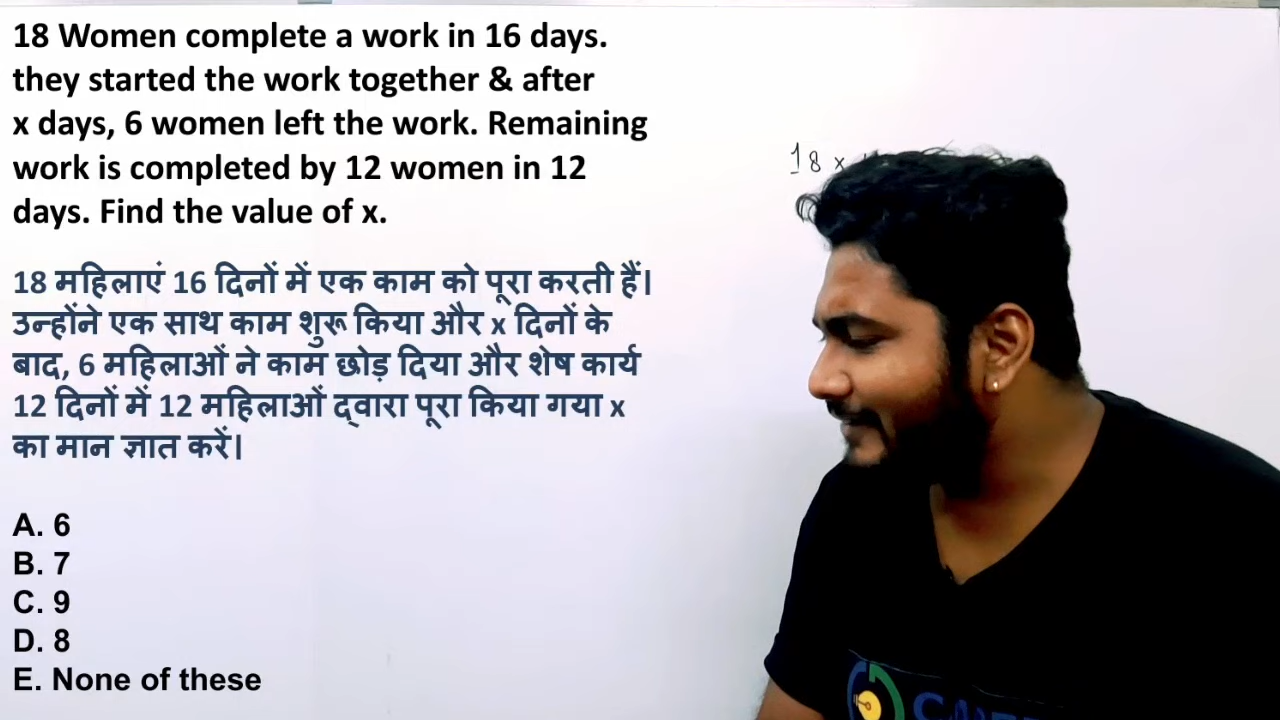 18 Women complete a work in 16 days.
they started the work together & after
x days, 6 women left the work. Remaining
work is completed by 12 women in 12
days. Find the value of x.
18 x
18 महिलाएं 16 दिनों में एक काम को पूरा करती हैं।
उन्होंने एक साथ काम शुरू किया और x दिनों के
बाद, 6 महिलाओं ने काम छोड़ दिया और शेष कार्य
12 दिनों में 12 महिलाओं द्वारा पूरा किया गया x
का मान ज्ञात करें।
A. 6
B. 7
C. 9
D. 8
E. None of these